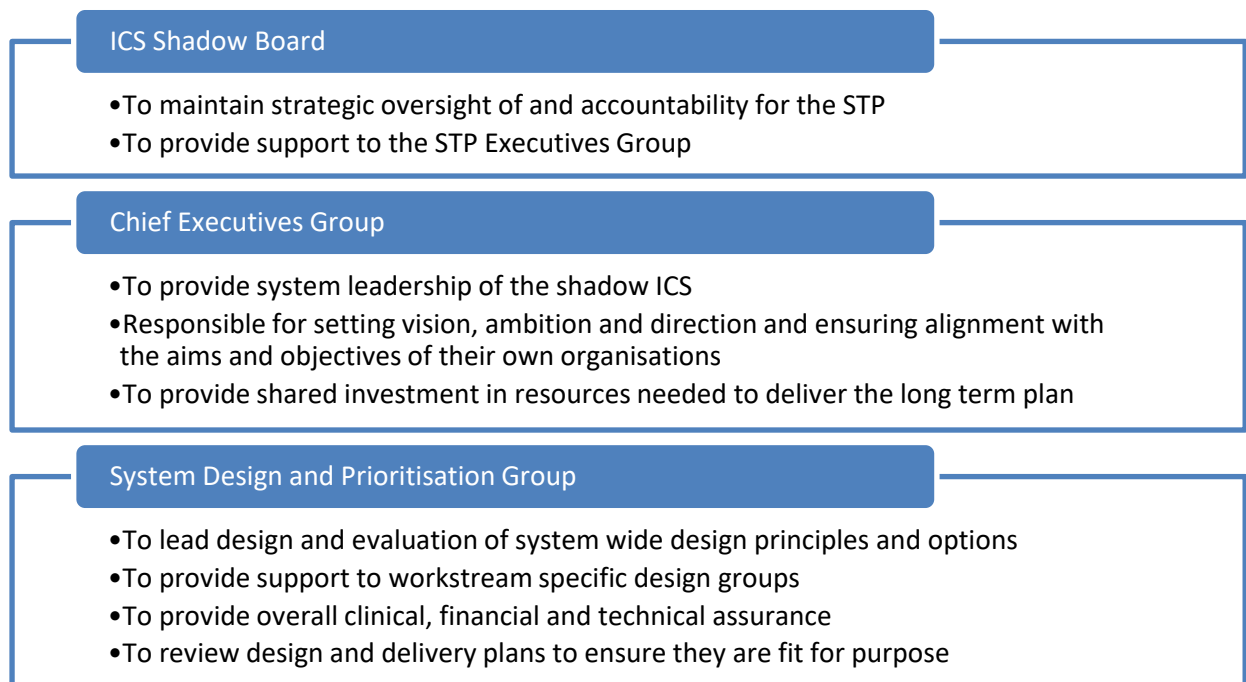 ICS Shadow Board
•To maintain strategic oversight of and accountability for the STP
•To provide support to the STP Executives Group
Chief Executives Group
•To provide system leadership of the shadow ICS
•Responsible for setting vision, ambition and direction and ensuring alignment with
the aims and objectives of their own organisations
•To provide shared investment in resources needed to deliver the long term plan
System Design and Prioritisation Group
•To lead design and evaluation of system wide design principles and options
•To provide support to workstream specific design groups
•To provide overall clinical, financial and technical assurance
•To review design and delivery plans to ensure they are fit for purpose